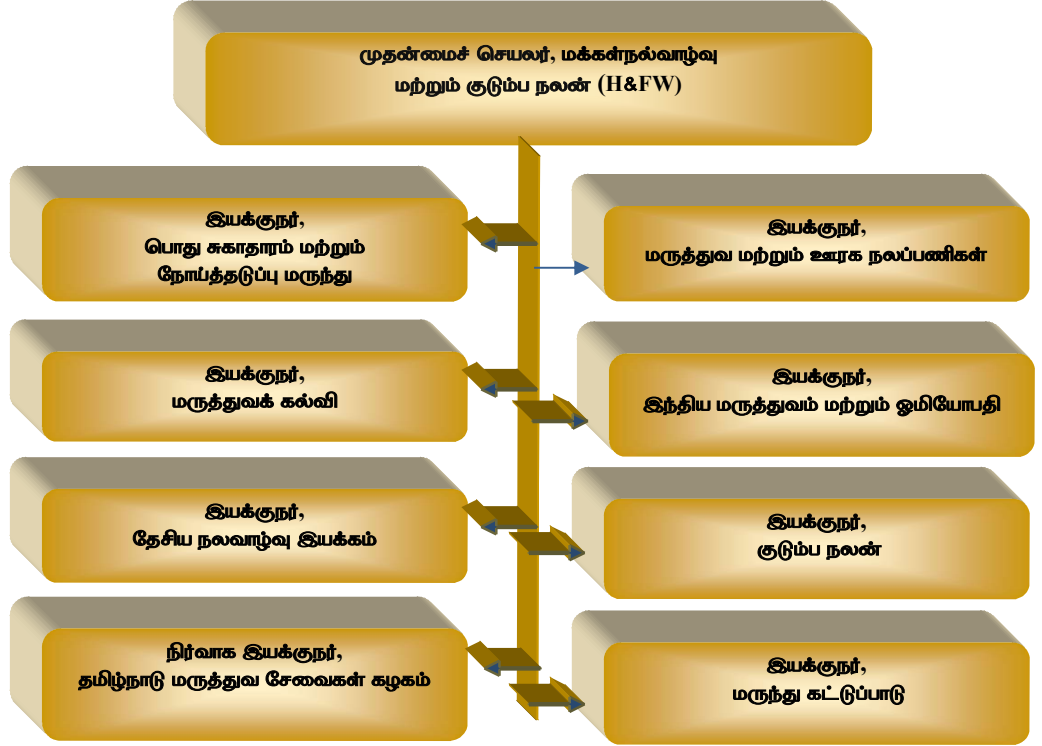 முதன்மைச் செயலர், மக்கள்நல்வாழ்வு
மற்றும் குடும்ப நலன் (H&FW)
இயக்குநர்,
பொது சுகாதாரம் மற்றும்
நோய்த்தடுப்பு மருந்து
இயக்குநர்,
மருத்துவ மற்றும் ஊரக நலப்பணிகள்
இயக்குநர்,
மருத்துவக் கல்வி
இயக்குநர்,
இந்திய மருத்துவம் மற்றும் ஓமியோபதி
இயக்குநர்,
தேசிய நலவாழ்வு இயக்கம்
இயக்குநர்,
குடும்ப நலன்
நிர்வாக இயக்குநர்,
தமிழ்நாடு மருத்துவ சேவைகள் கழகம்
இயக்குநர்,
மருந்து கட்டுப்பாடு